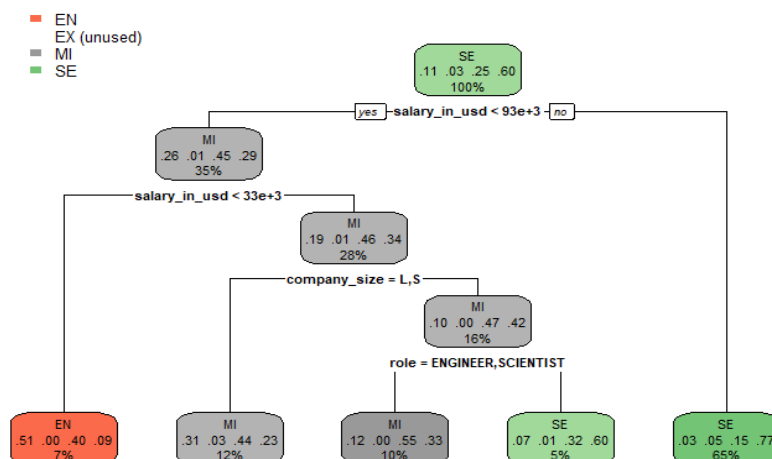 EN
EX (unused)
MI
SE
SE
.11 .03 .25 .60
100%
yes salary_in_usd < 93e+3 no
MI
.26 .01 .45 .29
35%
salary_in_usd < 33e+3
MI
.19 .01 .46 .34
28%
company_size = L,S
MI
.10 .00 .47 .42
16%
role = ENGINEER,SCIENTIST
EN
.51 .00 .40 .09
7%
MI
.31 .03 .44 .23
12%
MI
.12 .00 .55 .33
10%
SE
.07 .01 .32 .60
5%
SE
.03 .05 .15 .77
65%